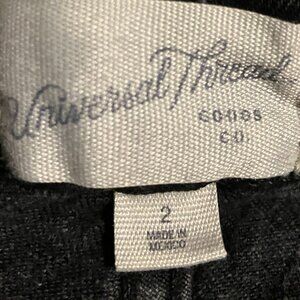 Universal Thread
GOODS
CO.
2
MADE IN
MEXICO